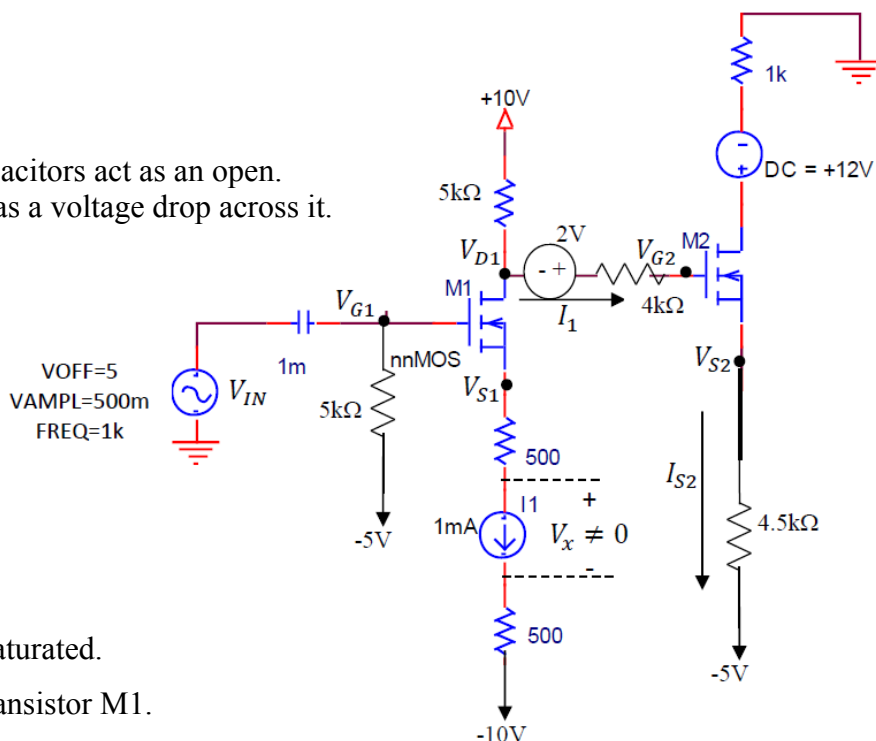 acitors act as an open.
as a voltage drop across it.
1k
+10V
DC = +12V
5kΩ
2V
V_D1
V_G2
M2
M1
I_1
4kΩ
V_G1
1m
nnMOS
V_S1
V_S2
VOFF=5
VAMPL=500m
FREQ=1k
V_IN
5kΩ
500
I_S2
I1
1mA
+
V_x ≠ 0
-
4.5kΩ
-5V
500
-5V
-10V
aturated.
ansistor M1.